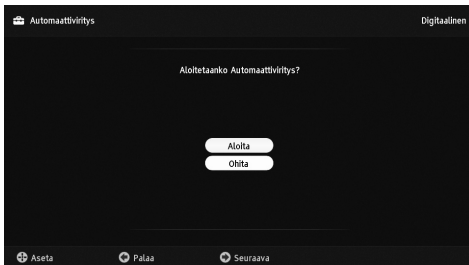 Automaattiviritys
Digitaalinen
Aloitetaanko Automaattiviritys?
Aloita
Ohita
Aseta
Palaa
Seuraava